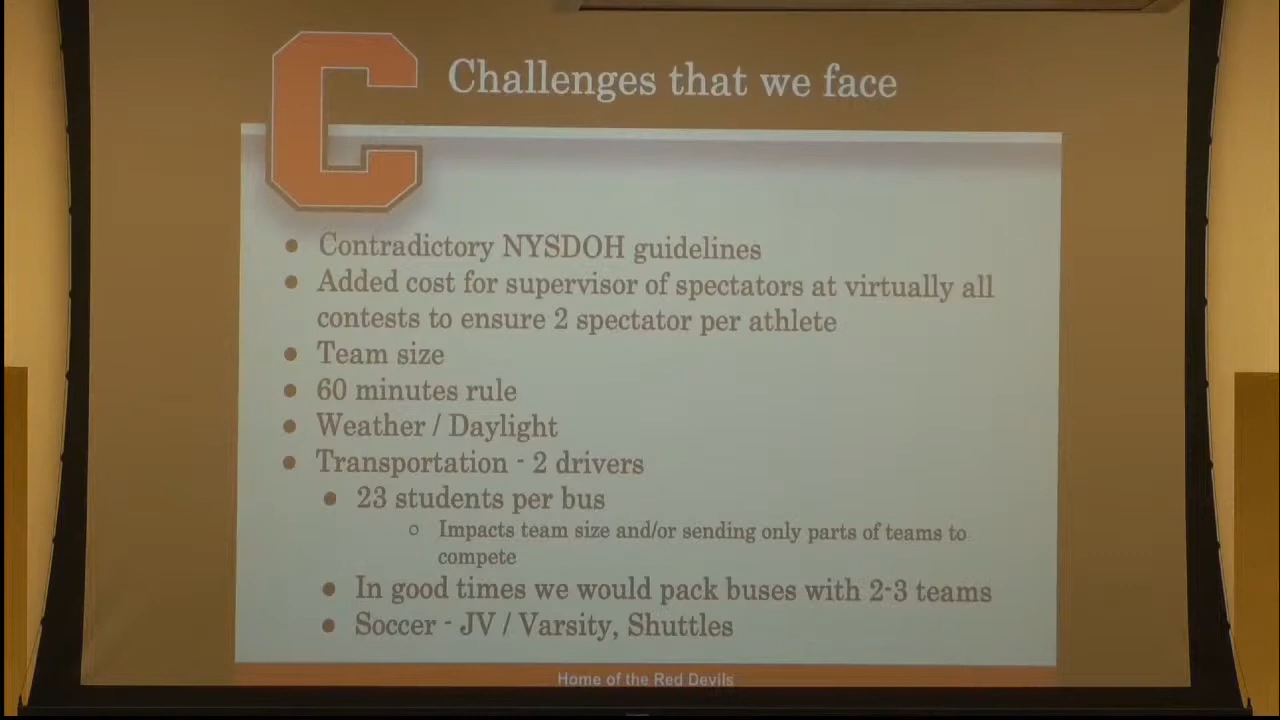 C
Challenges that we face
• Contradictory NYSDOH guidelines
• Added cost for supervisor of spectators at virtually all
contests to ensure 2 spectator per athlete
• Team size
• 60 minutes rule
• Weather / Daylight
• Transportation - 2 drivers
• 23 students per bus
○ Impacts team size and/or sending only parts of teams to
compete
• In good times we would pack buses with 2-3 teams
• Soccer - JV / Varsity, Shuttles
Home of the Red Devils